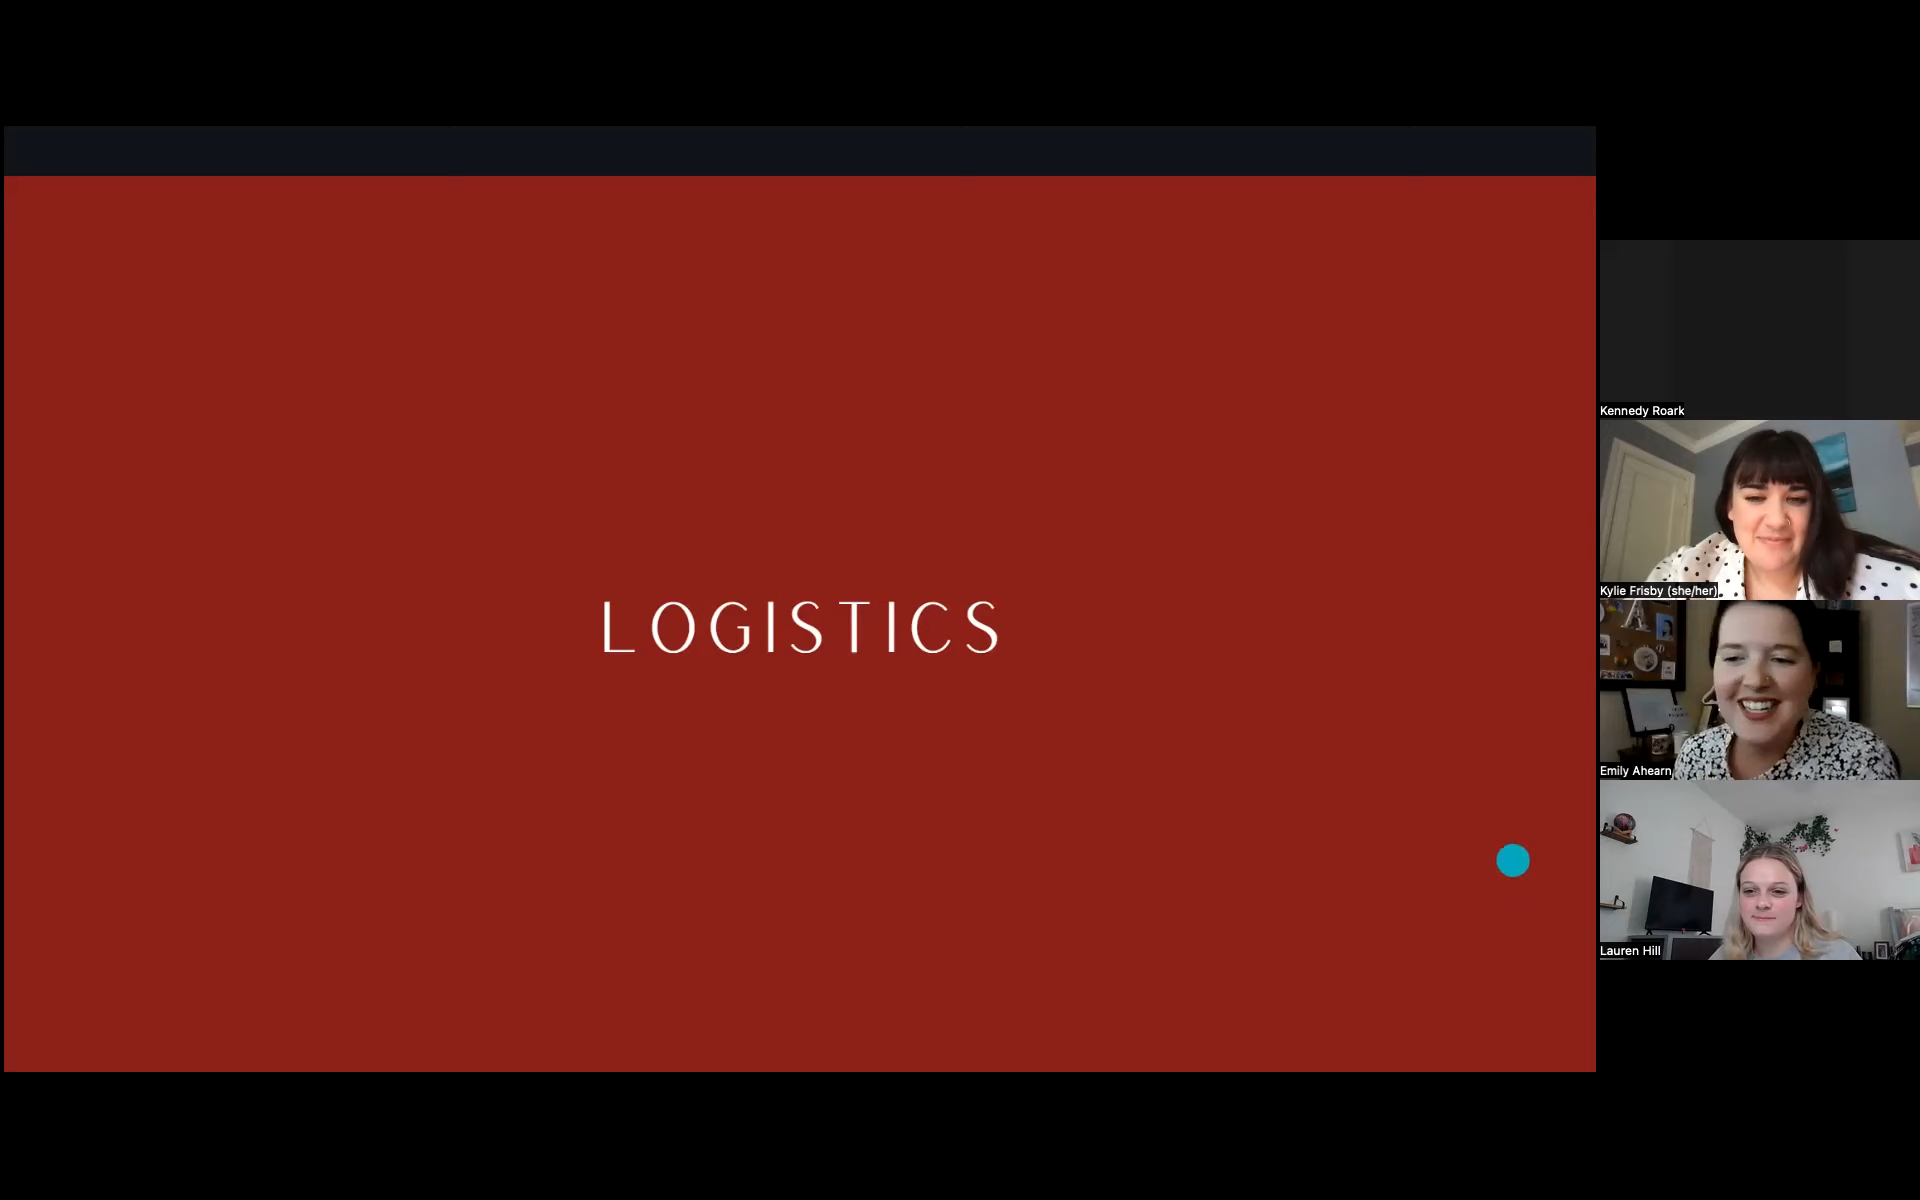 LOGISTICS
Kennedy Roark
Kylie Frisby (she/her)
Emily Ahearn
Lauren Hill